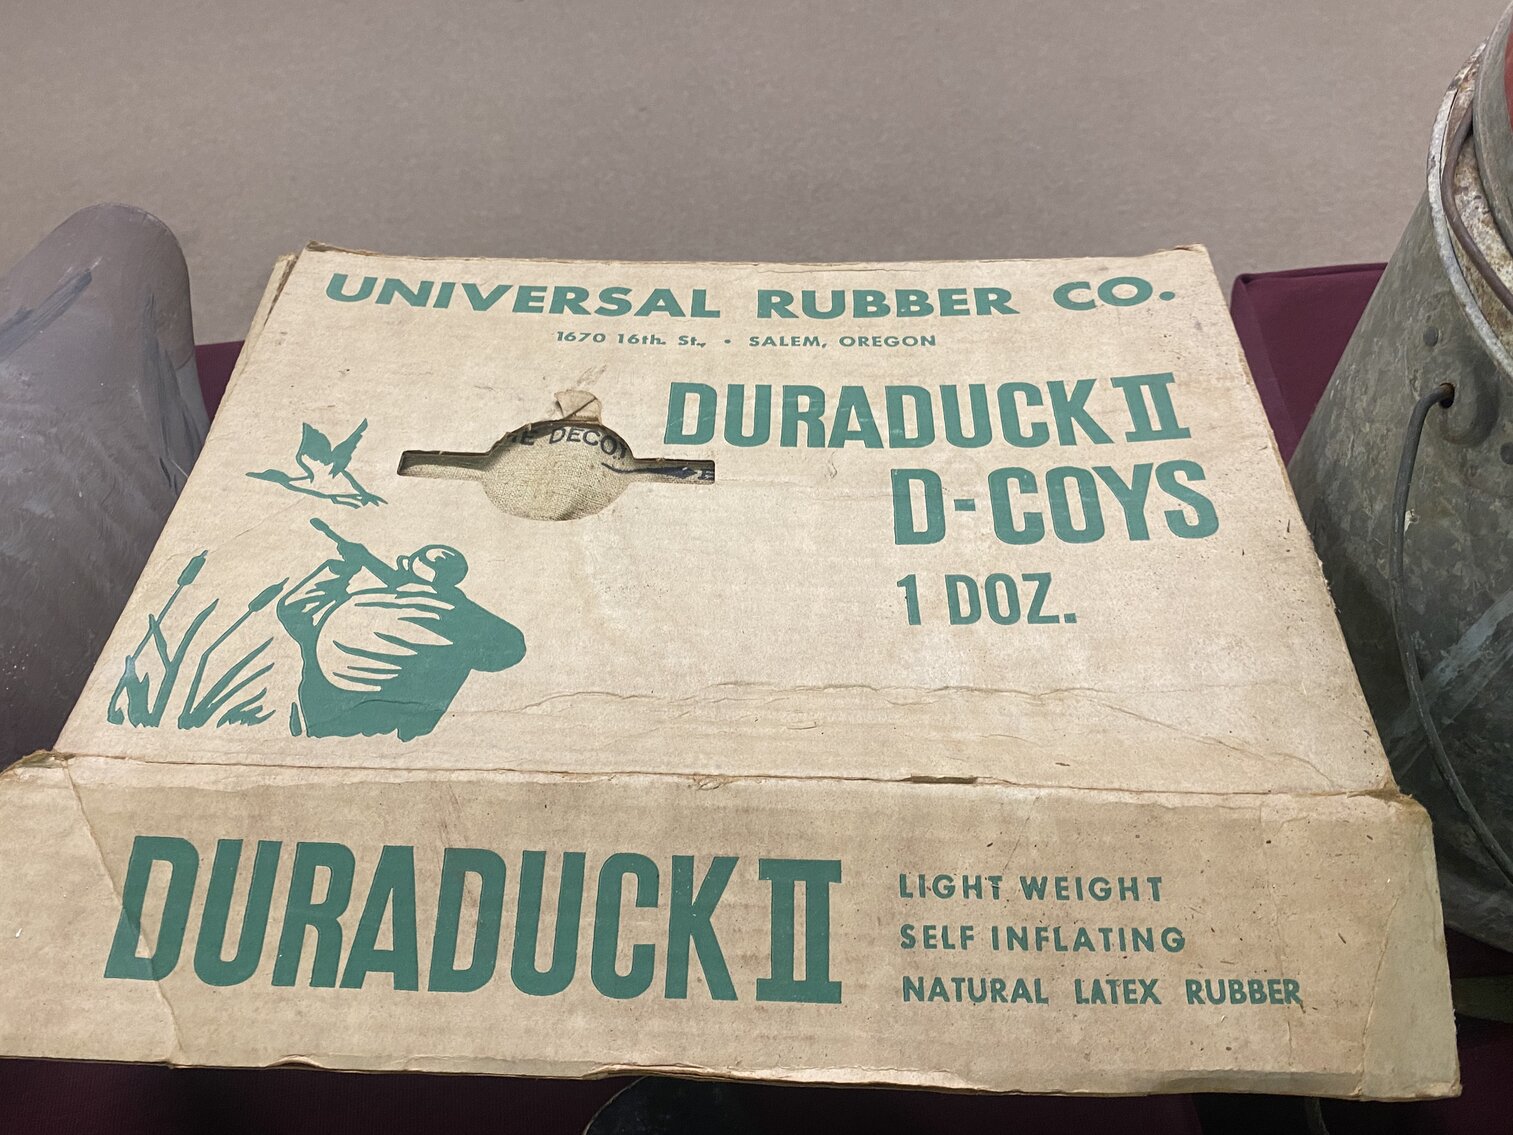 UNIVERSAL RUBBER CO.
1670 16th. St., • SALEM, OREGON
DURADUCK II
D-COYS
1 DOZ.
DURADUCK II
LIGHT WEIGHT
SELF INFLATING
NATURAL LATEX RUBBER